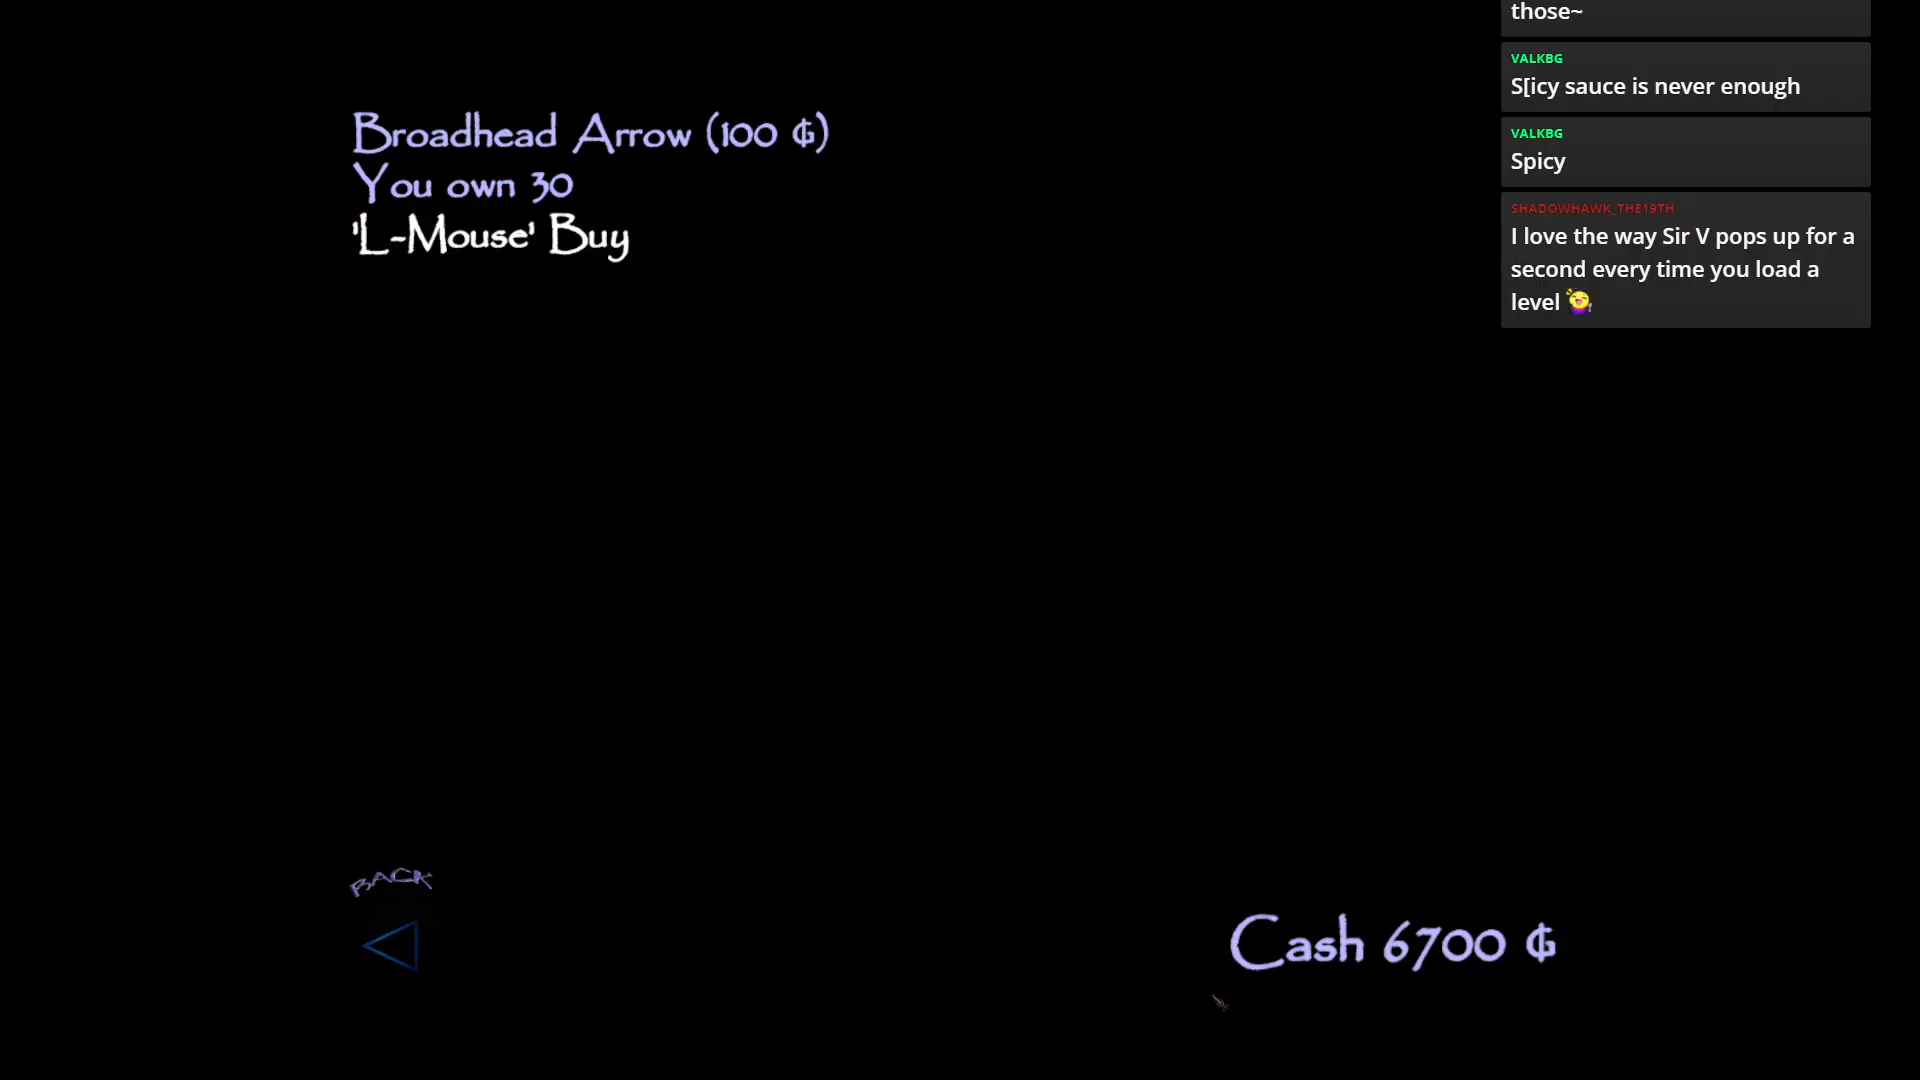 those~
VALKBG
S[icy sauce is never enough
VALKBG
Spicy
SHADOWHAWK_THE19TH
I love the way Sir V pops up for a
second every time you load a
level
Broadhead Arrow (100 ₲)
You own 30
'L-Mouse' Buy
BACK
Cash 6700 ₲